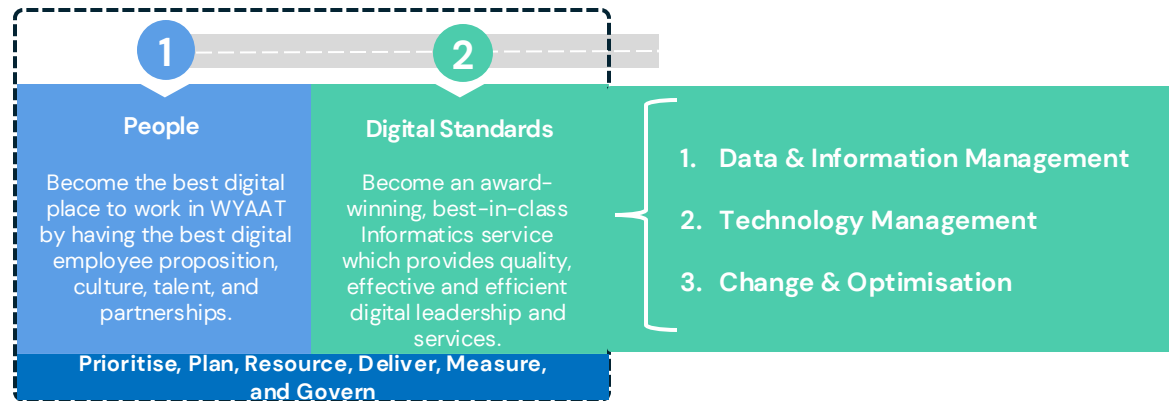 1
2
People
Become the best digital
place to work in WYAAT
by having the best digital
employee proposition,
culture, talent, and
partnerships.
Digital Standards
Become an award-
winning, best-in-class
Informatics service
which provides quality,
effective and efficient
digital leadership and
services.
1. Data & Information Management
2. Technology Management
3. Change & Optimisation
Prioritise, Plan, Resource, Deliver, Measure,
and Govern